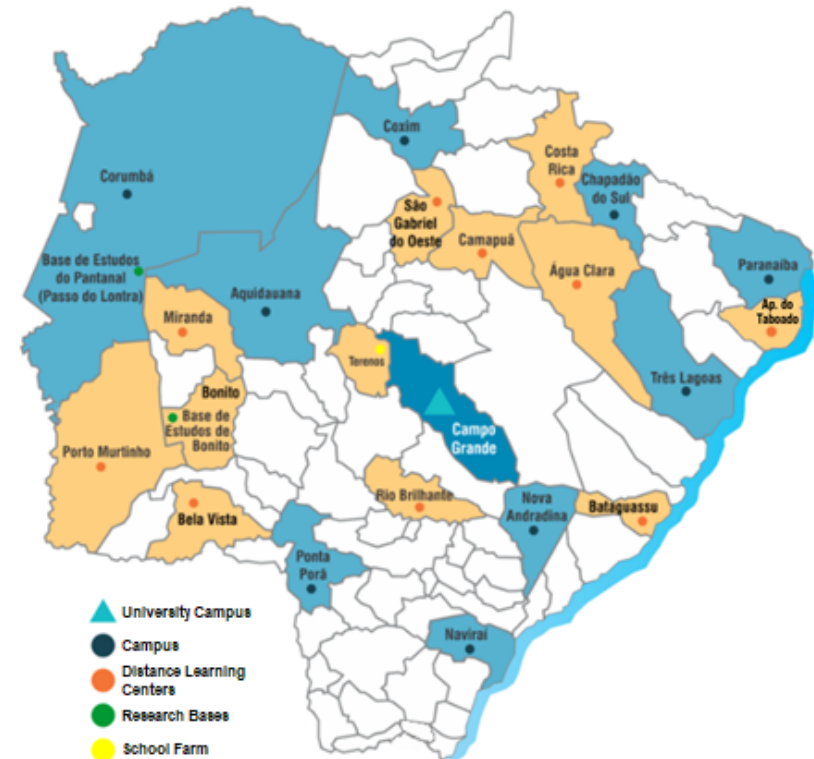 Coxim
Costa
Rica
Corumbá
Chapadão
do Sul
São
Gabriel
do Oeste
Camapuã
Base de Estudos
do Pantanal
(Passo do Lontra)
Água Clara
Paranaíba
Aquidauana
Miranda
Ap. do
Taboado
Terenos
Três Lagoas
Bonito
Base de
Estudos de
Bonito
Campo
Grande
Porto Murtinho
Rio Brilhante
Nova
Andradina
Bataguassu
Bela Vista
Ponta
Porã
Naviraí
University Campus
Campus
Distance Learning
Centers
Research Bases
School Farm